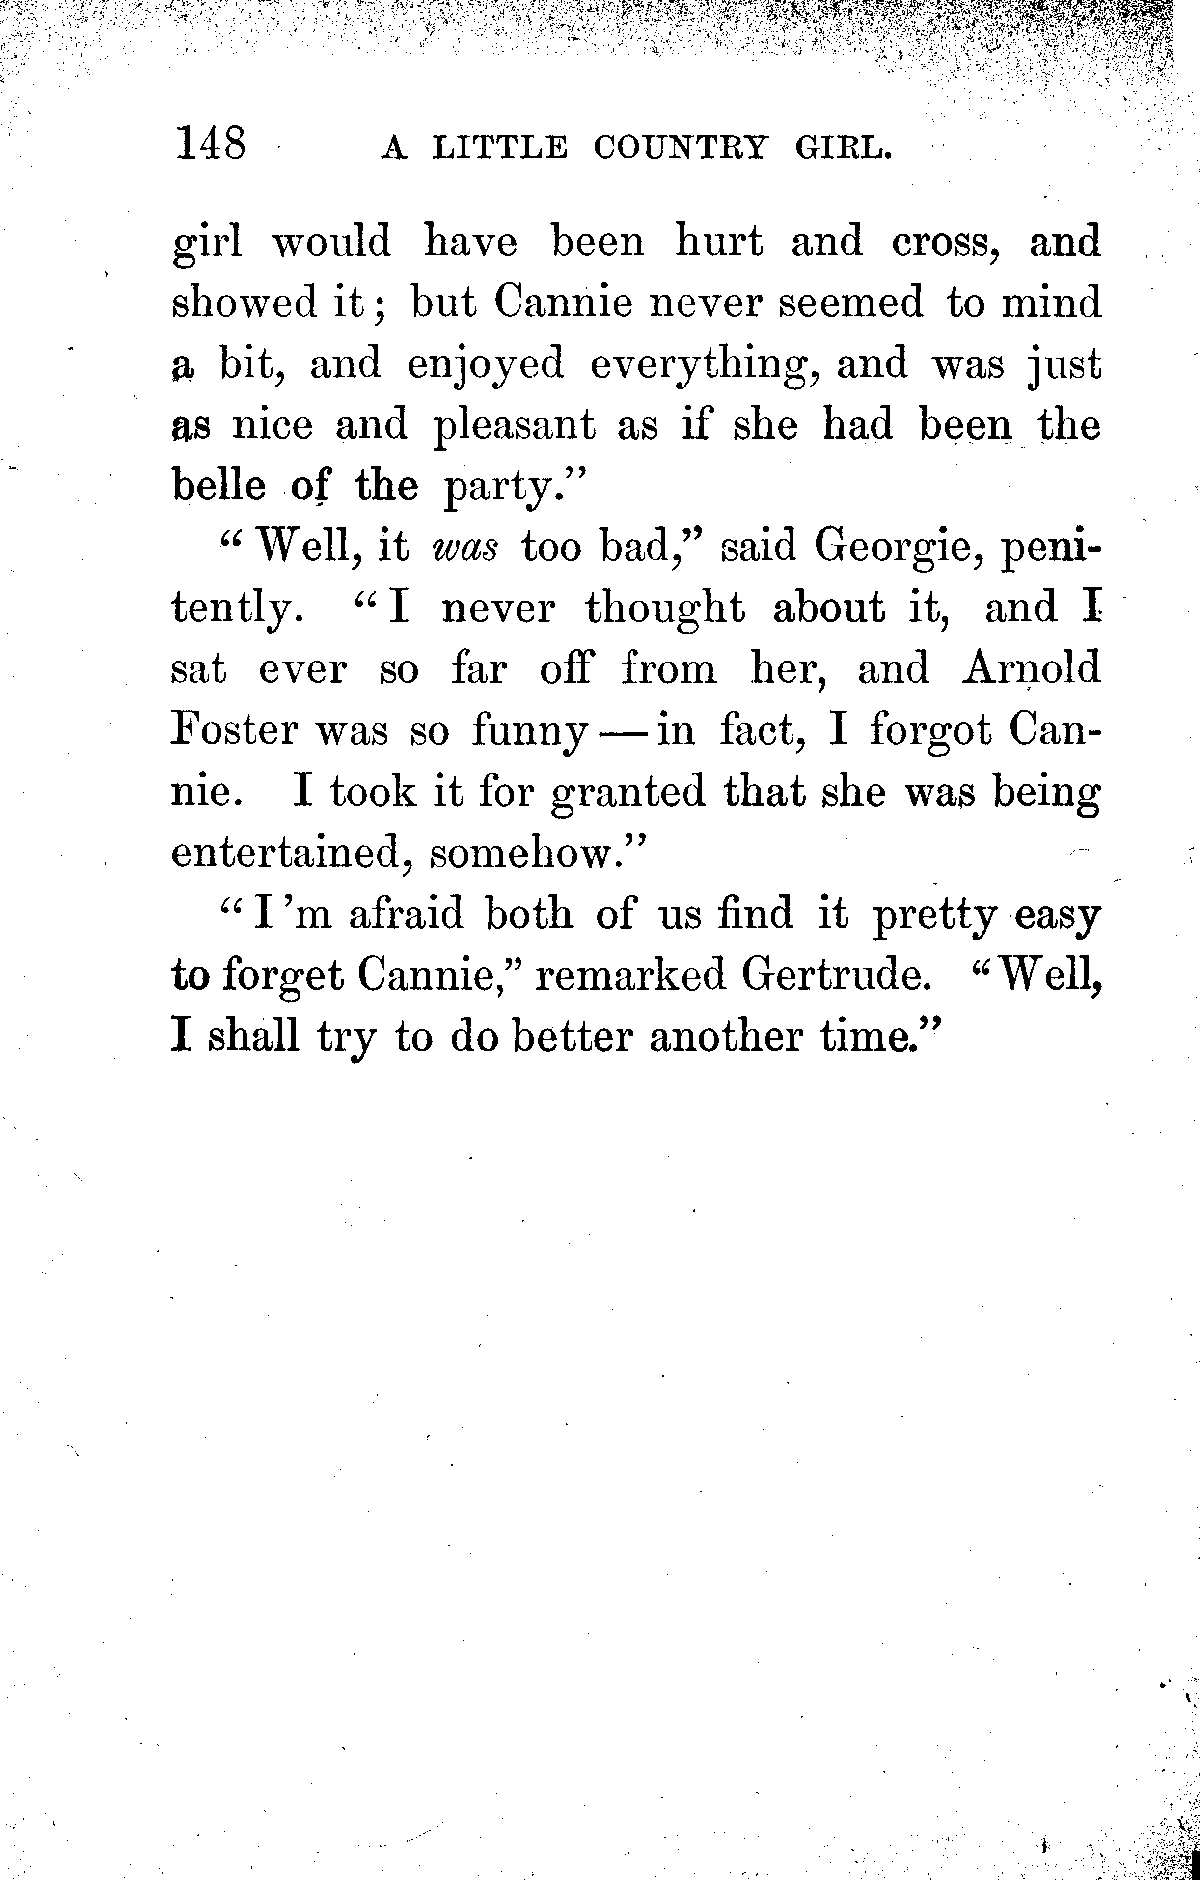 148 A LITTLE COUNTRY GIRL.
girl would have been hurt and cross, and
showed it; but Cannie never seemed to mind
a bit, and enjoyed everything, and was just
as nice and pleasant as if she had been the
belle of the party.”
“Well, it was too bad,” said Georgie, peni-
tently. “I never thought about it, and I
sat ever so far off from her, and Arnold
Foster was so funny—in fact, I forgot Can-
nie. I took it for granted that she was being
entertained, somehow.”
“I'm afraid both of us find it pretty easy
to forget Cannie,” remarked Gertrude. “Well,
I shall try to do better another time.”